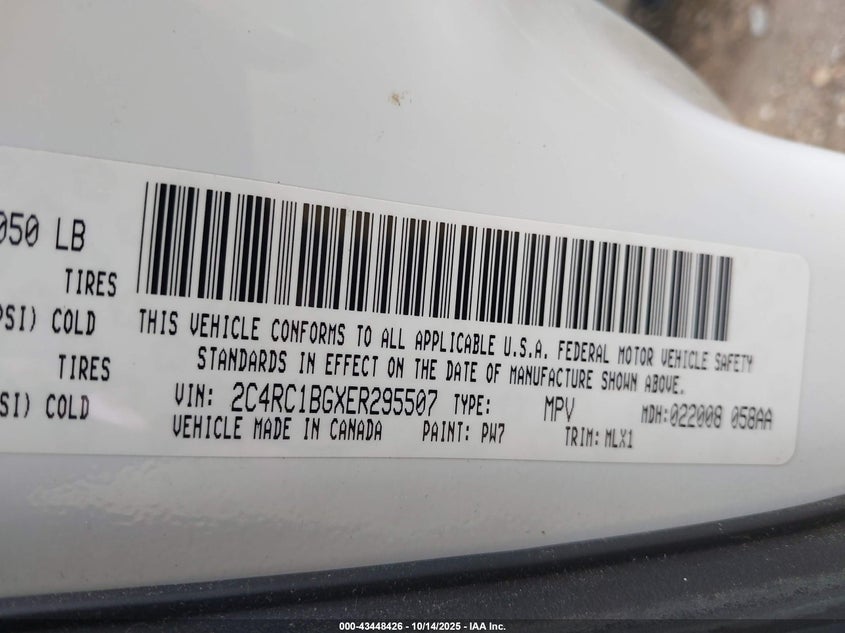 050 LB
TIRES
PSI) COLD
TIRES
SI) COLD
THIS VEHICLE CONFORMS TO ALL APPLICABLE U.S.A. FEDERAL MOTOR VEHICLE SAFETY
STANDARDS IN EFFECT ON THE DATE OF MANUFACTURE SHOWN ABOVE.
VIN: 2C4RC1BGXER295507 TYPE: MPV MDH:022008 058AA
VEHICLE MADE IN CANADA PAINT: PW7 TRIM: MLX1
000-43448426 - 10/14/2025 - IAA Inc.